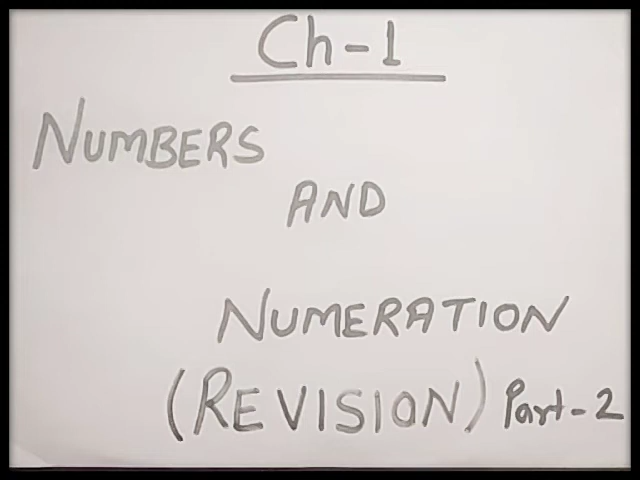 Ch-1
NUMBERS
AND
NUMERATION
(REVISION) Part-2